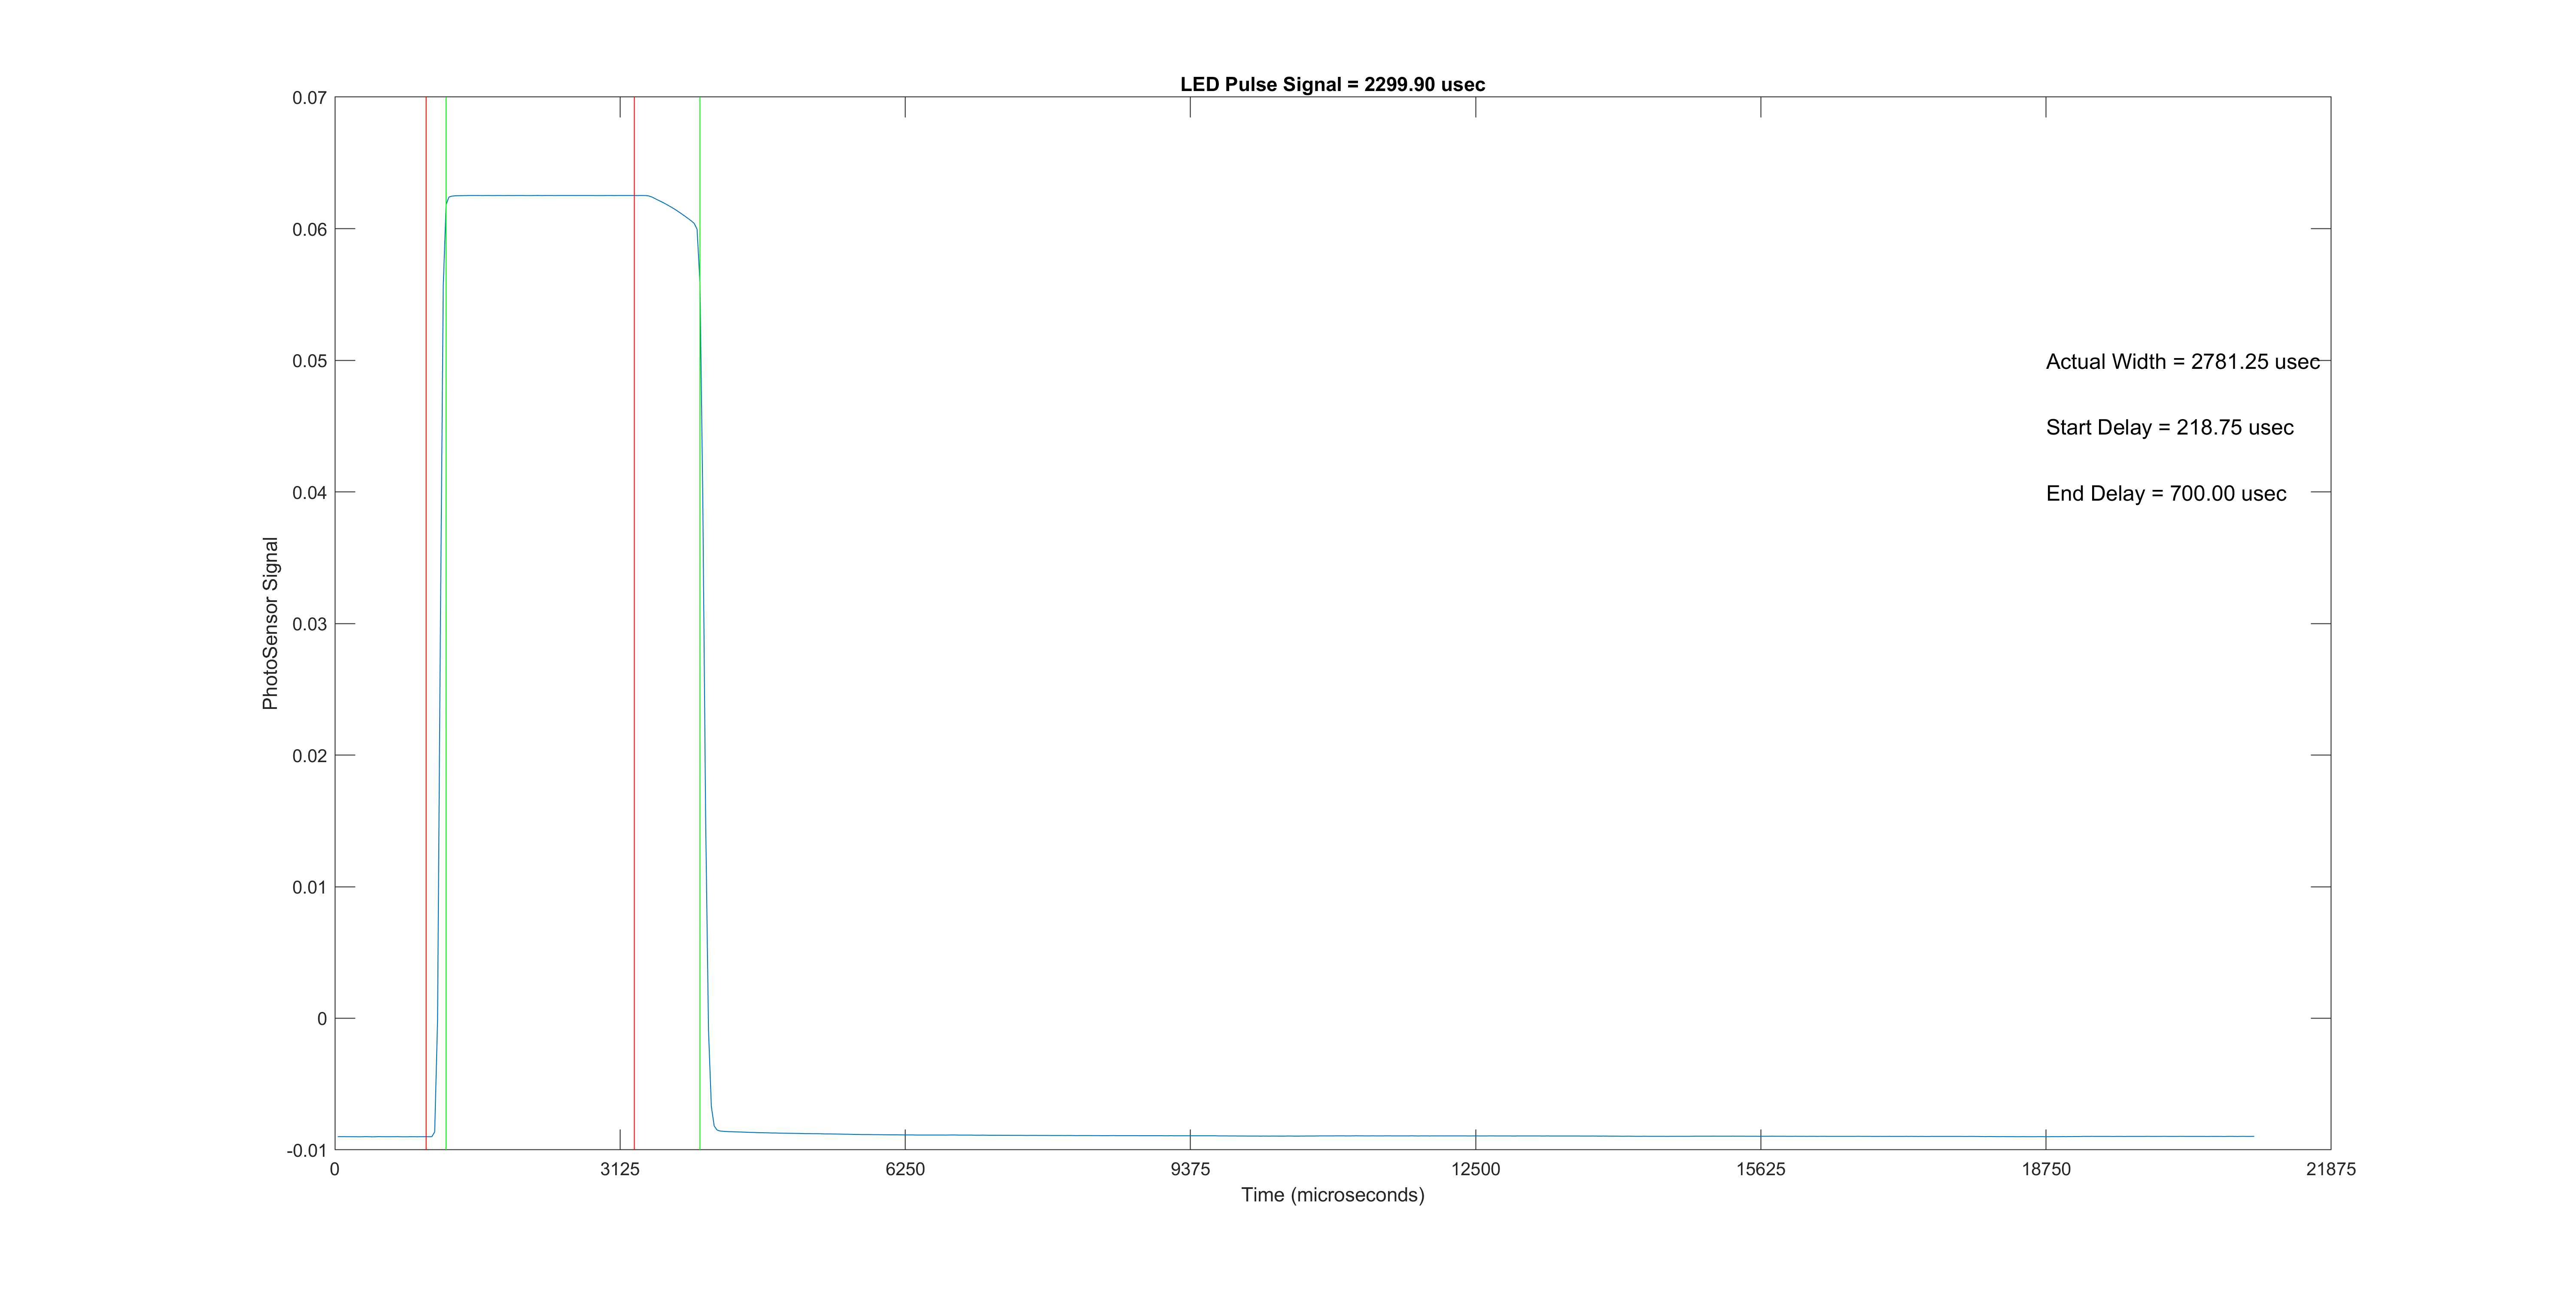 LED Pulse Signal = 2299.90 usec
0.07
0.06
0.05
0.04
0.03
0.02
0.01
0
-0.01
PhotoSensor Signal
Actual Width = 2781.25 usec
Start Delay = 218.75 usec
End Delay = 700.00 usec
0 3125 6250 9375 12500 15625 18750 21875
Time (microseconds)